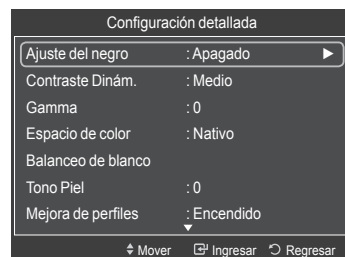 Configuración detallada
Ajuste del negro : Apagado ►
Contraste Dinám. : Medio
Gamma : 0
Espacio de color : Nativo
Balanceo de blanco
Tono Piel : 0
Mejora de perfiles : Encendido
▼
Mover Ingresar Regresar